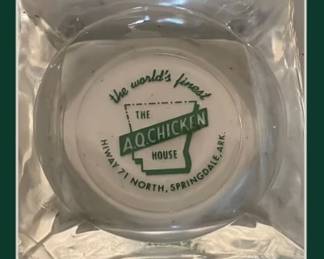 the world's finest
THE
A.Q. CHICKEN
HOUSE
HIWAY 71 NORTH, SPRINGDALE, ARK.